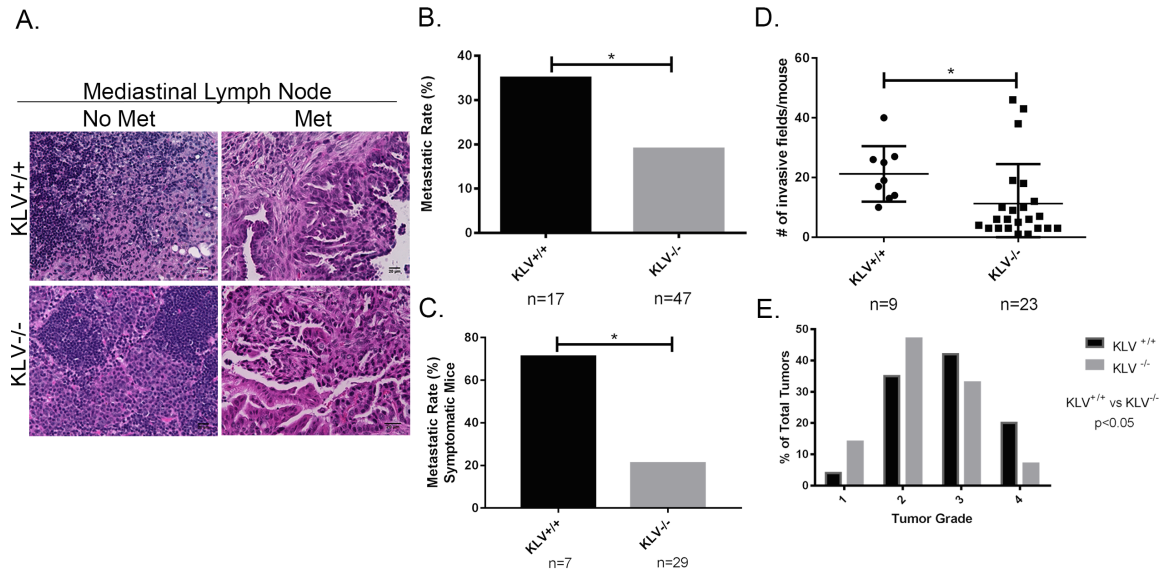 A.
Mediastinal Lymph Node
No Met
Met
KLV+/+
KLV-/-
B.
Metastatic Rate (%)
40
30
20
10
0
*
KLV+/+
KLV-/-
n=17
n=47
C.
Metastatic Rate (%)
Symptomatic Mice
80
60
40
20
0
*
KLV+/+
KLV-/-
n=7
n=29
D.
# of invasive fields/mouse
60
40
20
0
*
KLV+/+
KLV-/-
n=9
n=23
E.
% of Total Tumors
50
40
30
20
10
0
1
2
3
4
Tumor Grade
KLV +/+
KLV -/-
KLV+/+ vs KLV-/-
p<0.05